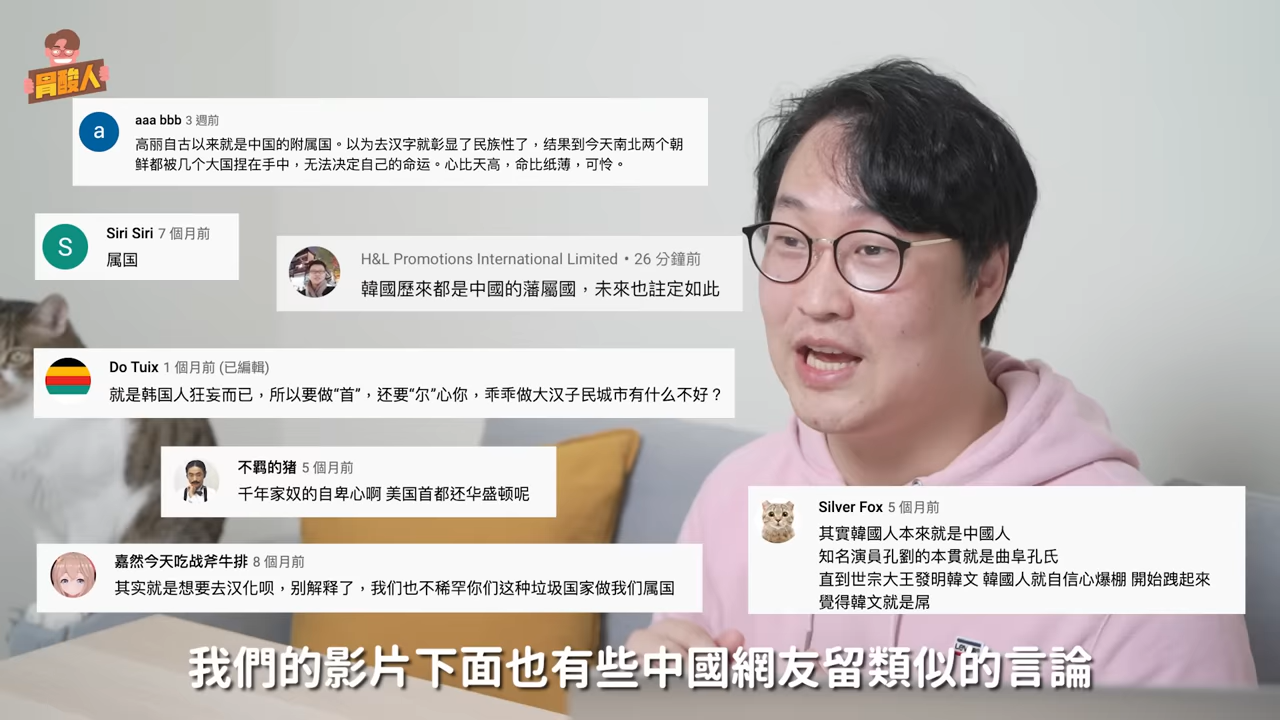 胃酸人
a
aaa bbb 3 週前
高丽自古以来就是中国的附属国。以为去汉字就彰显了民族性了，结果到今天南北两个朝
鲜都被几个大国捏在手中，无法决定自己的命运。心比天高，命比纸薄，可怜。
S
Siri Siri 7 個月前
属国
H&L Promotions International Limited • 26 分鐘前
韓國歷來都是中國的藩屬國，未來也註定如此
Do Tuix 1 個月前 (已編輯)
就是韩国人狂妄而已，所以要做“首”，还要“尔”心你，乖乖做大汉子民城市有什么不好？
不羁的猪 5 個月前
千年家奴的自卑心啊 美国首都还华盛顿呢
嘉然今天吃战斧牛排 8 個月前
其实就是想要去汉化呗，别解释了，我们也不稀罕你们这种垃圾国家做我们属国
Silver Fox 5 個月前
其實韓國人本來就是中國人
知名演員孔劉的本貫就是曲阜孔氏
直到世宗大王發明韓文 韓國人就自信心爆棚 開始跩起來
覺得韓文就是屌
我們的影片下面也有些中國網友留類似的言論